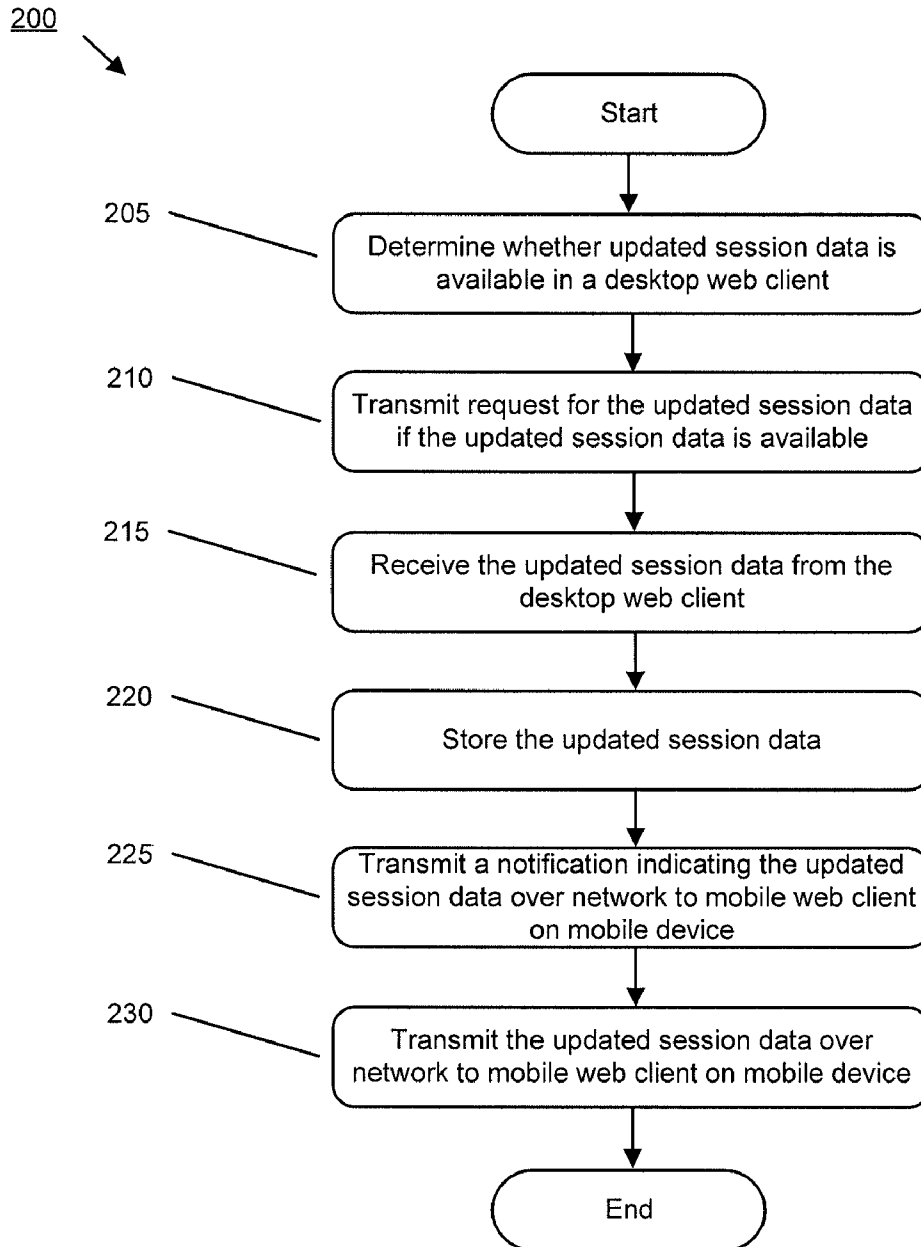 200
Start
205
Determine whether updated session data is
available in a desktop web client
210
Transmit request for the updated session data
if the updated session data is available
215
Receive the updated session data from the
desktop web client
220
Store the updated session data
225
Transmit a notification indicating the updated
session data over network to mobile web client
on mobile device
230
Transmit the updated session data over
network to mobile web client on mobile device
End